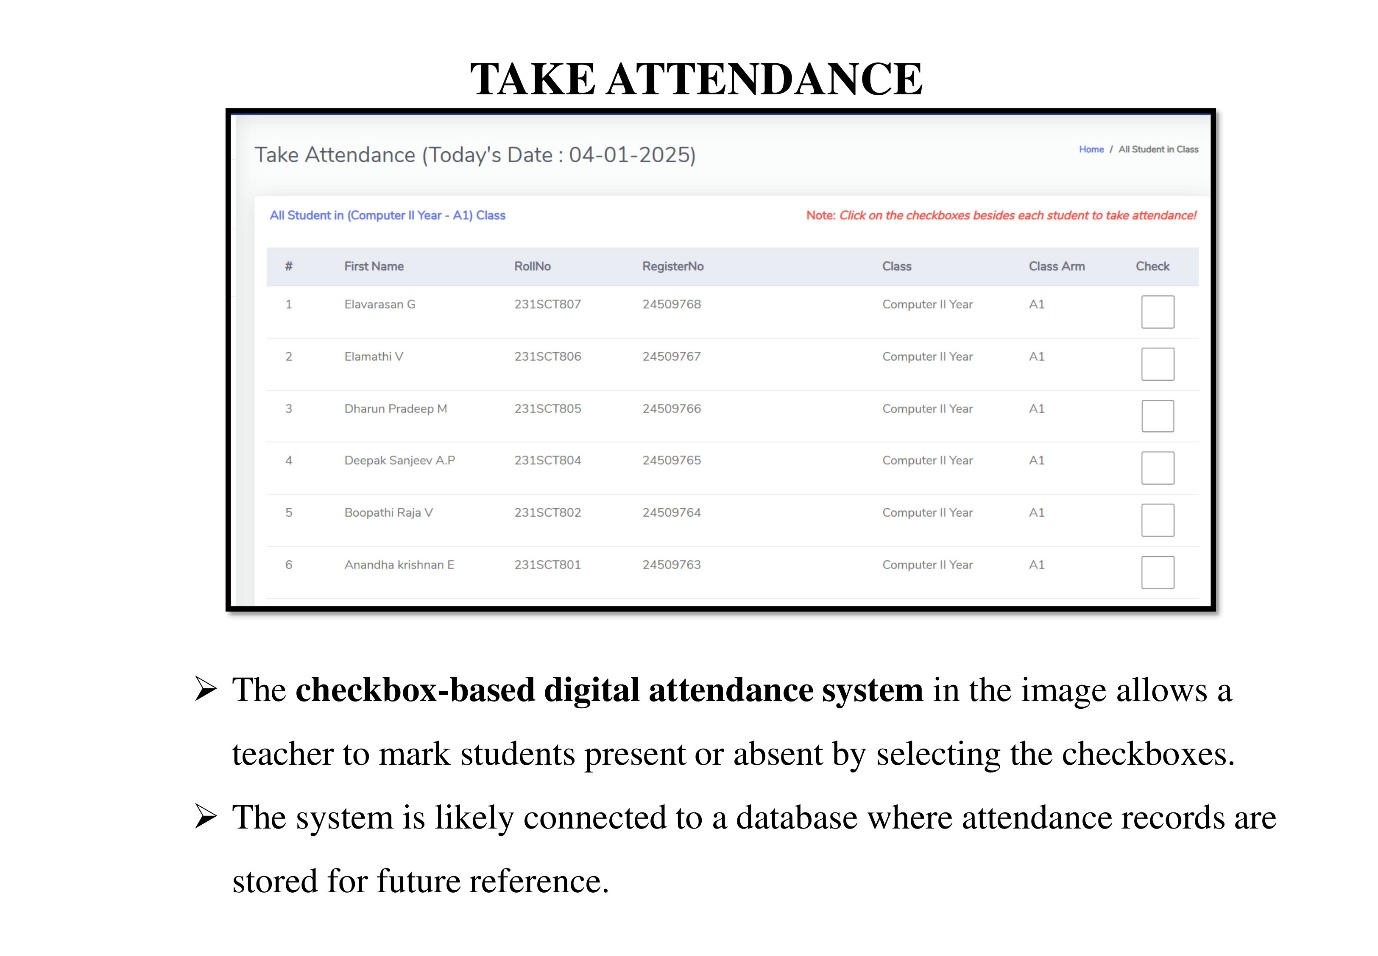 TAKE ATTENDANCE
Take Attendance (Today's Date : 04-01-2025)
Home / All Student in Class
All Student in (Computer II Year - A1) Class
Note: Click on the checkboxes besides each student to take attendance!
# First Name RollNo RegisterNo Class Class Arm Check
1 Elavarasan G 231SCT807 24509768 Computer II Year A1
2 Elamathi V 231SCT806 24509767 Computer II Year A1
3 Dharun Pradeep M 231SCT805 24509766 Computer II Year A1
4 Deepak Sanjeev A.P 231SCT804 24509765 Computer II Year A1
5 Boopathi Raja V 231SCT802 24509764 Computer II Year A1
6 Anandha krishnan E 231SCT801 24509763 Computer II Year A1
➢ The checkbox-based digital attendance system in the image allows a
teacher to mark students present or absent by selecting the checkboxes.
➢ The system is likely connected to a database where attendance records are
stored for future reference.